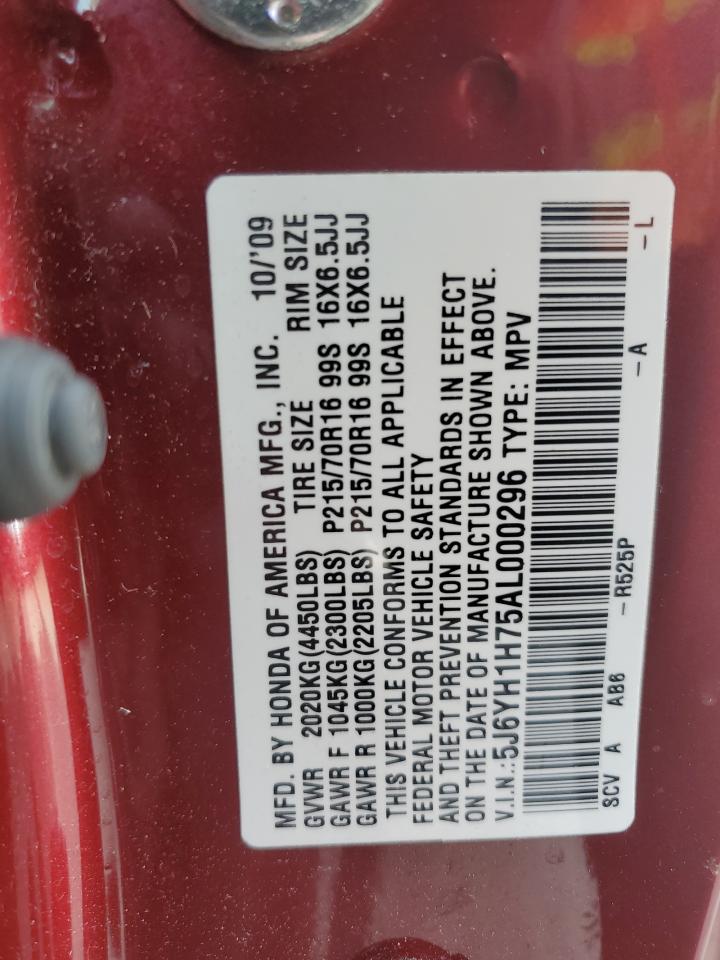 MFD. BY HONDA OF AMERICA MFG., INC. 10/'09
GVWR 2020KG(4450LBS) TIRE SIZE RIM SIZE
GAWR F 1045KG(2300LBS) P215/70R16 99S 16X6.5JJ
GAWR R 1000KG(2205LBS) P215/70R16 99S 16X6.5JJ
THIS VEHICLE CONFORMS TO ALL APPLICABLE
FEDERAL MOTOR VEHICLE SAFETY
AND THEFT PREVENTION STANDARDS IN EFFECT
ON THE DATE OF MANUFACTURE SHOWN ABOVE.
V.I.N.:5J6YH1H75AL000296 TYPE: MPV
SCV A AB6 – R525P – A – L